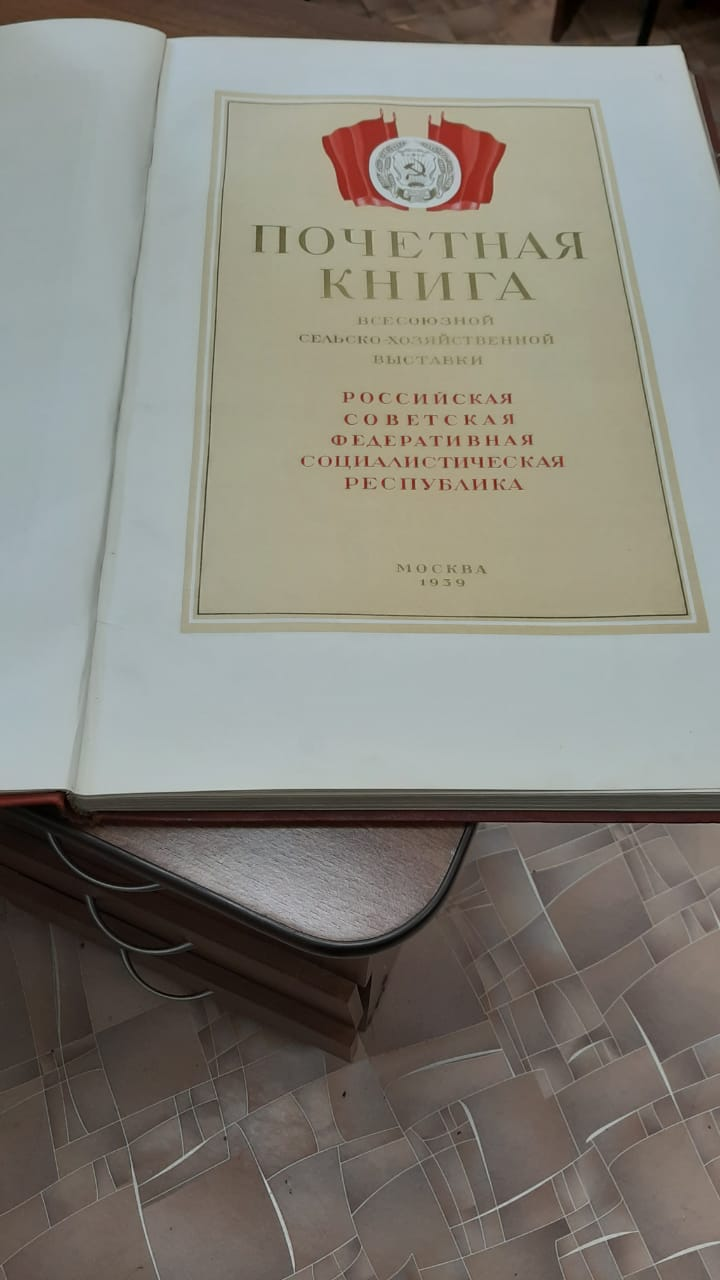 ПОЧЕТНАЯ
КНИГА
ВСЕСОЮЗНОЙ
СЕЛЬСКО-ХОЗЯЙСТВЕННОЙ
ВЫСТАВКИ
РОССИЙСКАЯ
СОВЕТСКАЯ
ФЕДЕРАТИВНАЯ
СОЦИАЛИСТИЧЕСКАЯ
РЕСПУБЛИКА
МОСКВА
1939